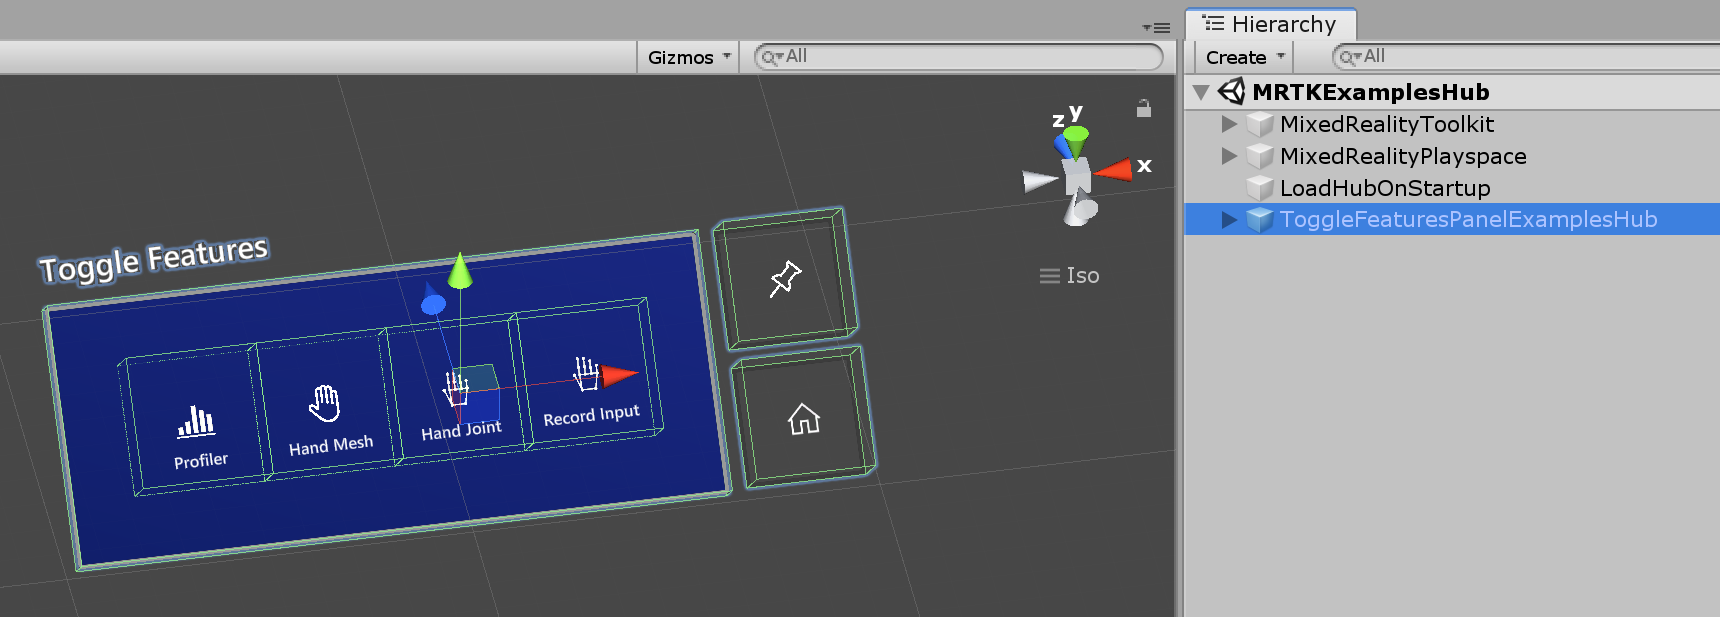 Gizmos
All
y
z
x
Iso
Toggle Features
Profiler
Hand Mesh
Hand Joint
Record Input
Hierarchy
Create
All
MRTKExamplesHub
MixedRealityToolkit
MixedRealityPlayspace
LoadHubOnStartup
ToggleFeaturesPanelExamplesHub